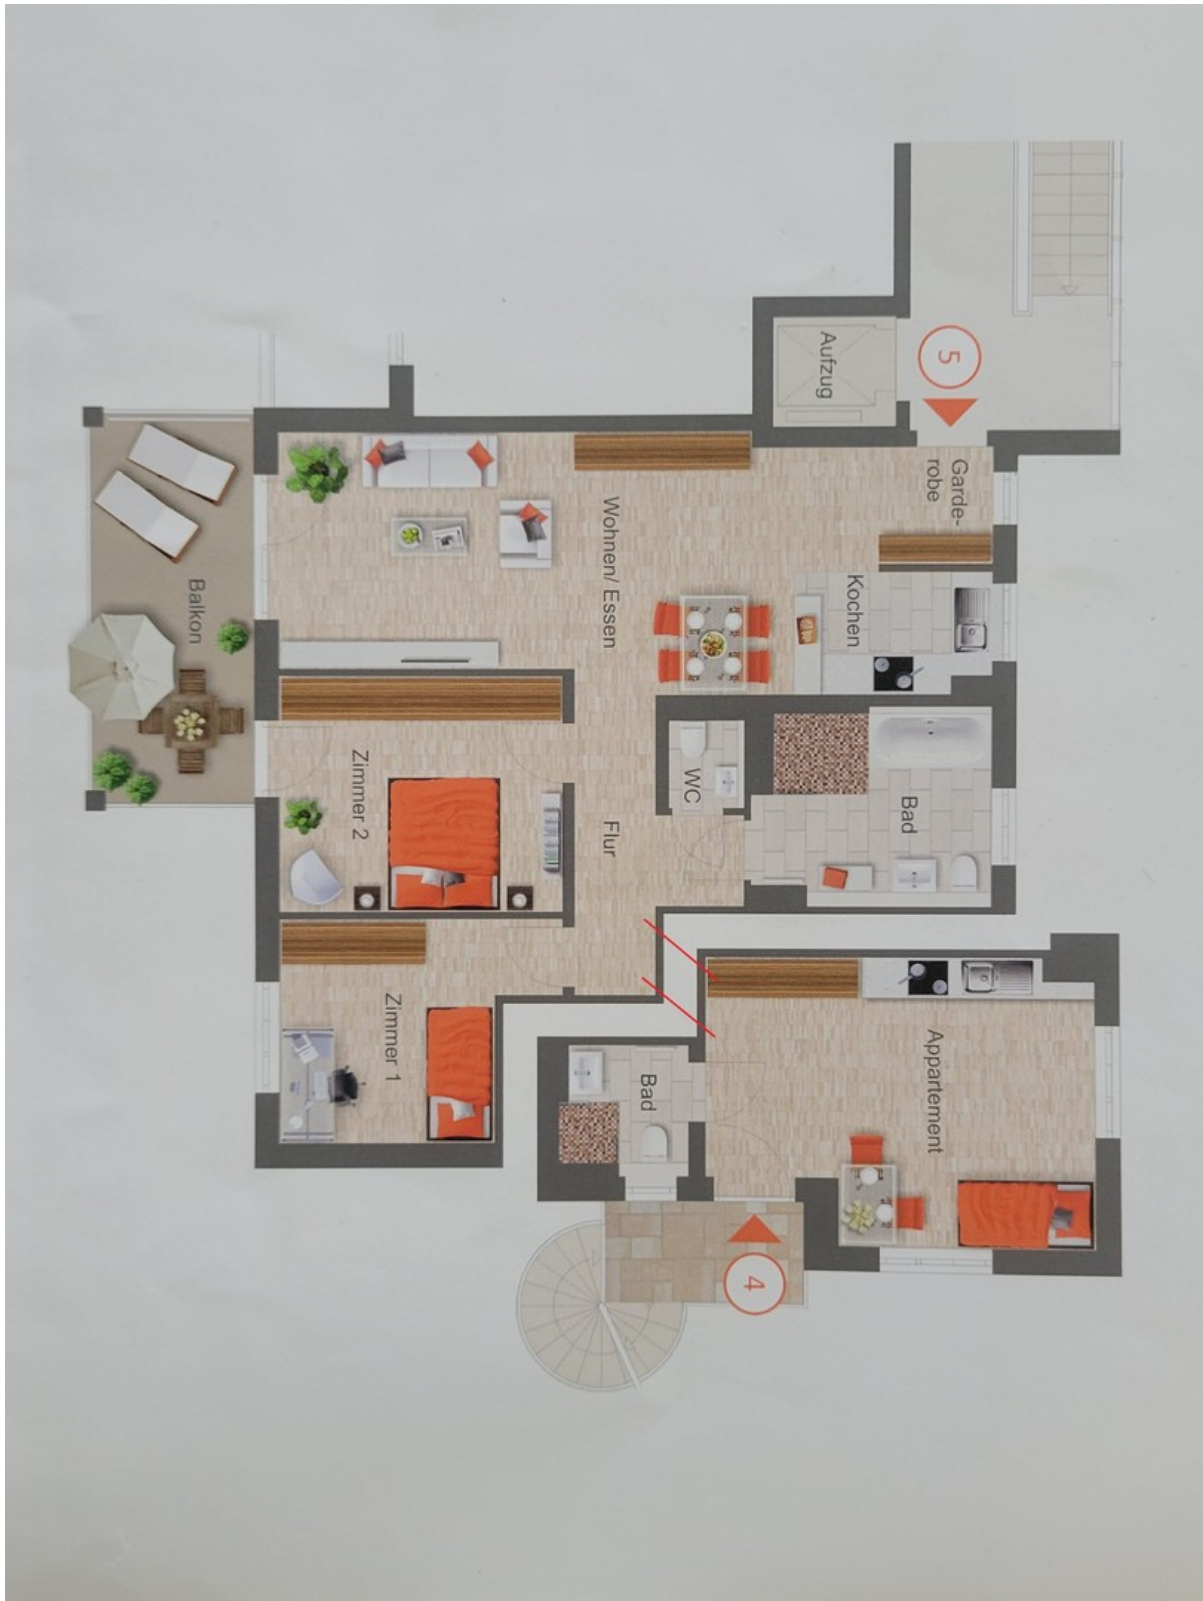 5
Aufzug
Garde-
robe
Kochen
Wohnen/ Essen
Balkon
Zimmer 2
WC
Bad
Flur
Zimmer 1
Appartement
Bad
4